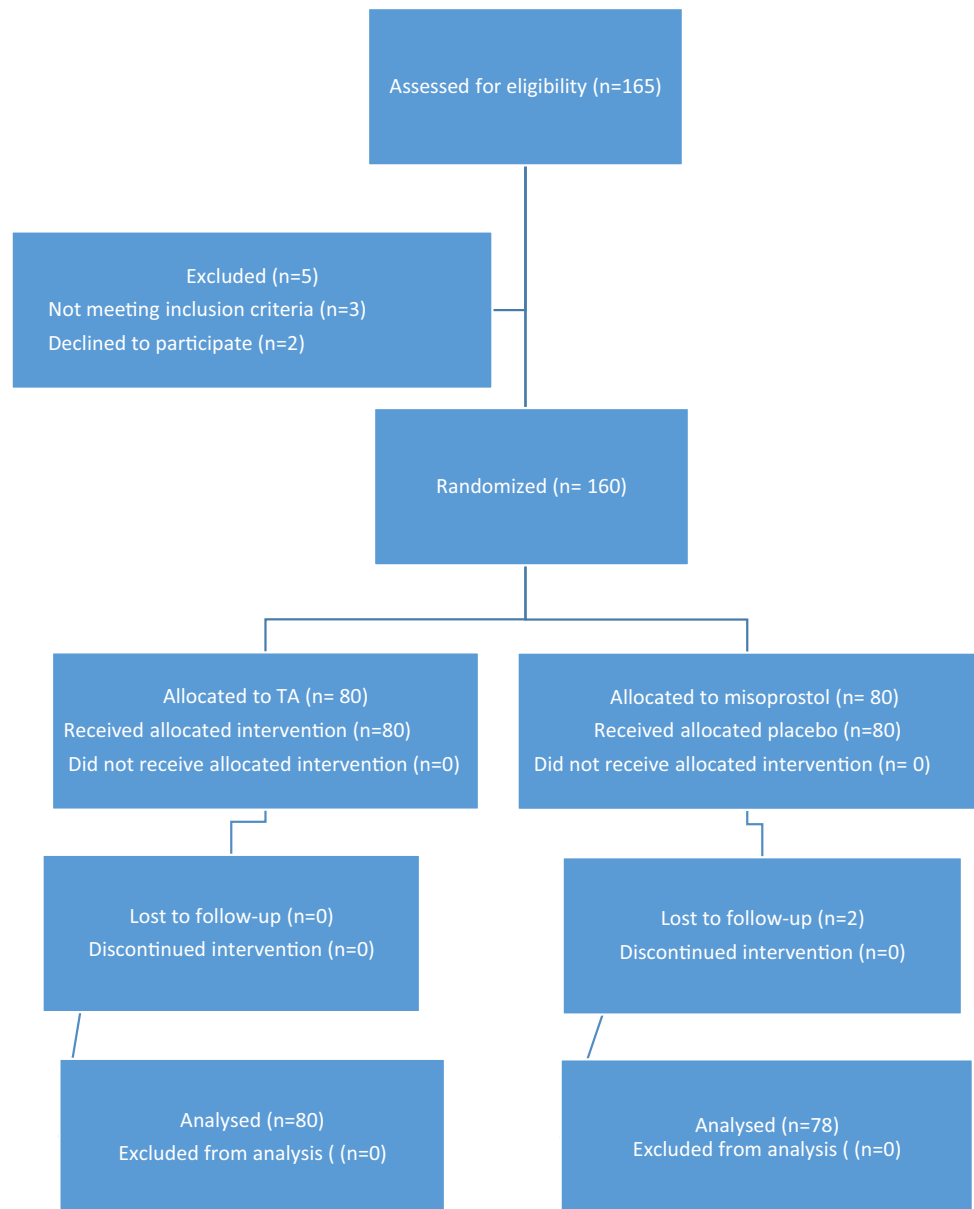 Assessed for eligibility (n=165)
Excluded (n=5)
Not meeting inclusion criteria (n=3)
Declined to participate (n=2)
Randomized (n= 160)
Allocated to TA (n= 80)
Received allocated intervention (n=80)
Did not receive allocated intervention (n=0)
Allocated to misoprostol (n= 80)
Received allocated placebo (n=80)
Did not receive allocated intervention (n= 0)
Lost to follow-up (n=0)
Discontinued intervention (n=0)
Lost to follow-up (n=2)
Discontinued intervention (n=0)
Analysed (n=80)
Excluded from analysis ( (n=0)
Analysed (n=78)
Excluded from analysis ( (n=0)